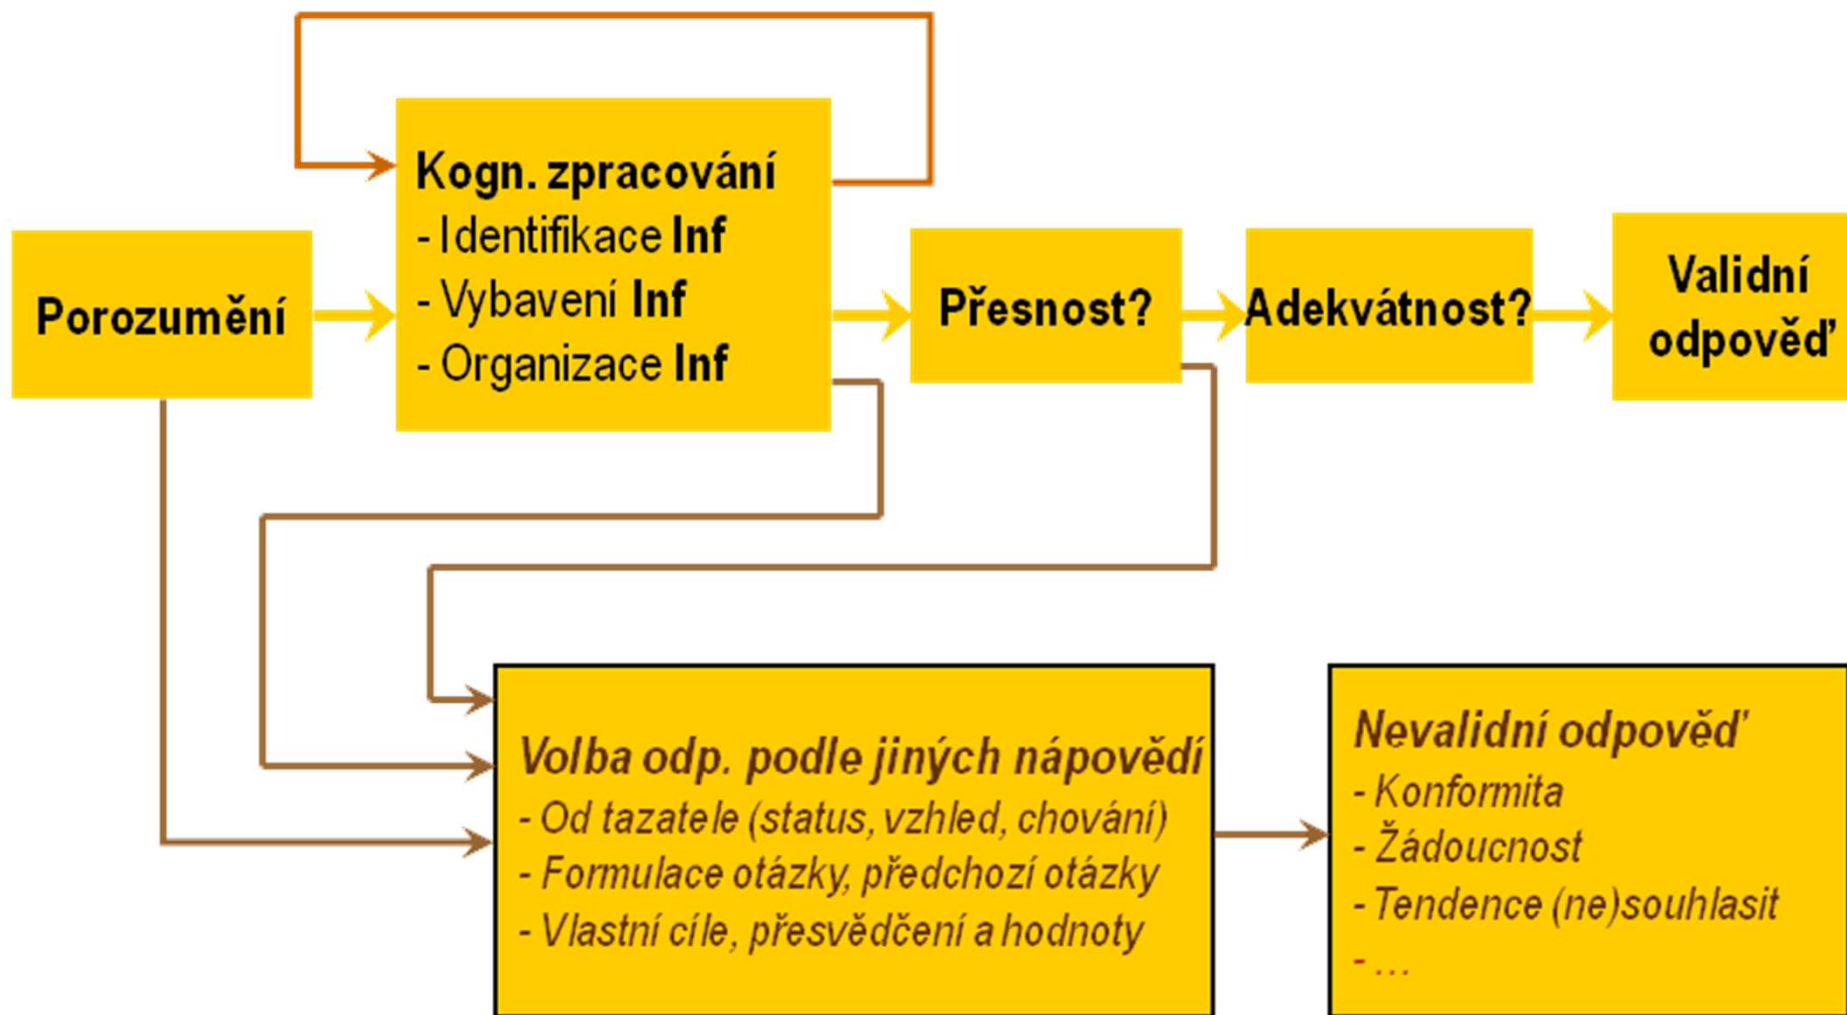 Porozumění
Kogn. zpracování
- Identifikace Inf
- Vybavení Inf
- Organizace Inf
Přesnost?
Adekvátnost?
Validní
odpověď
Volba odp. podle jiných nápovědí
- Od tazatele (status, vzhled, chování)
- Formulace otázky, předchozí otázky
- Vlastní cíle, přesvědčení a hodnoty
Nevalidní odpověď
- Konformita
- Žádoucnost
- Tendence (ne)souhlasit
- ...